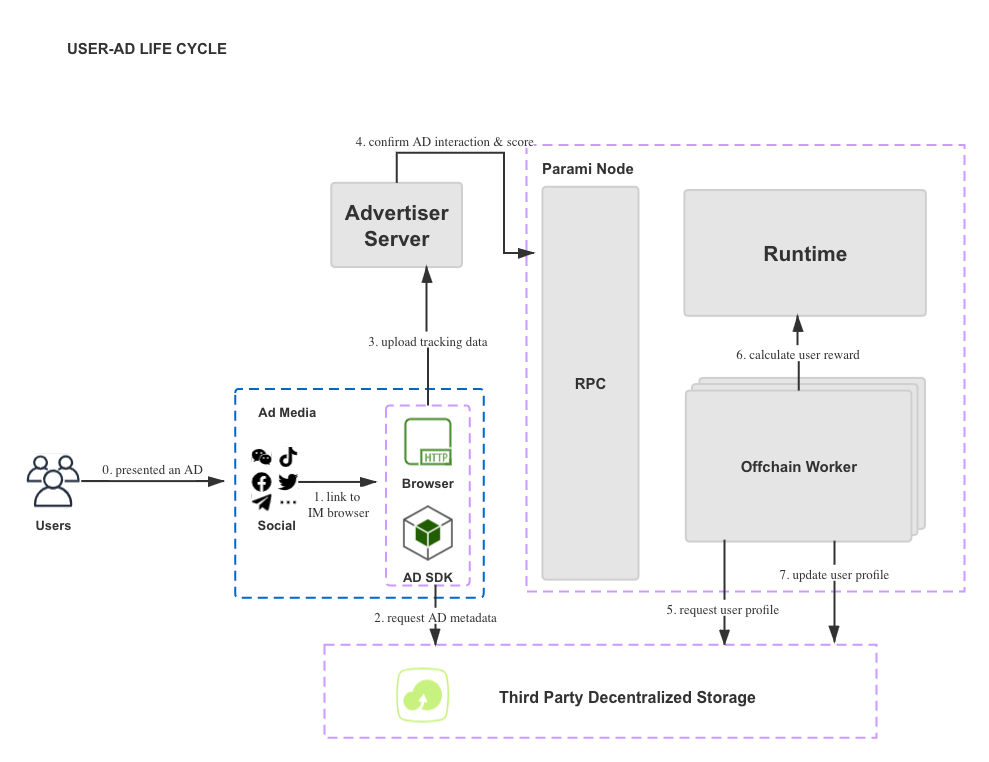 USER-AD LIFE CYCLE
4. confirm AD interaction & score
Parami Node
Advertiser
Server
Runtime
3. upload tracking data
6. calculate user reward
RPC
Ad Media
HTTP
0. presented an AD
Offchain Worker
Browser
1. link to
IM browser
Users
Social
AD SDK
7. update user profile
2. request AD metadata
5. request user profile
Third Party Decentralized Storage